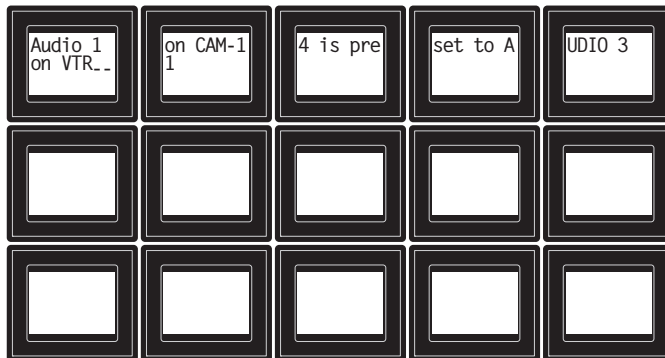 Audio 1
on VTR--
on CAM-1
1
4 is pre
set to A
UDIO 3